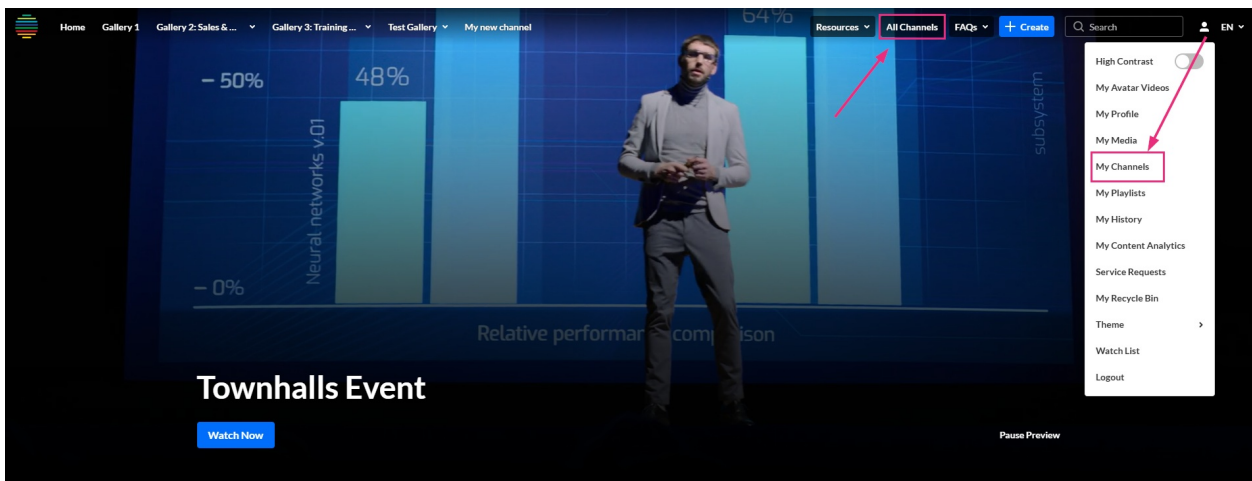 Home Gallery 1 Gallery 2: Sales & ... Gallery 3: Training ... Test Gallery My new channel Resources All Channels FAQs + Create Search EN
64%
– 50%
48%
Neural networks v.01
subsystem
– 0%
Relative performan comp ison
Townhalls Event
Watch Now
Pause Preview
High Contrast
My Avatar Videos
My Profile
My Media
My Channels
My Playlists
My History
My Content Analytics
Service Requests
My Recycle Bin
Theme
Watch List
Logout